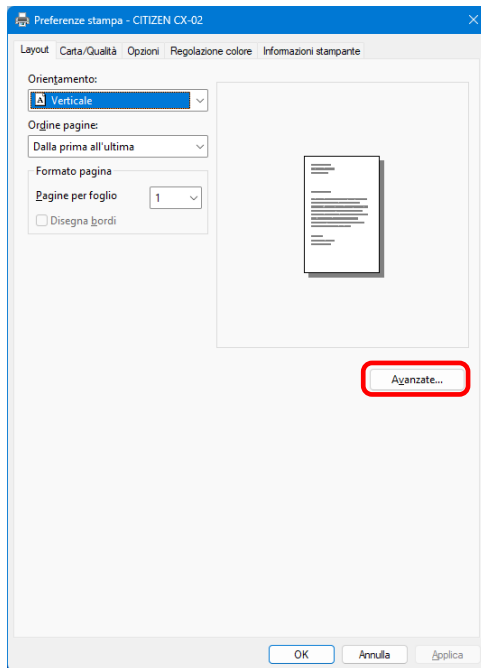 Preferenze stampa - CITIZEN CX-02
Layout Carta/Qualità Opzioni Regolazione colore Informazioni stampante
Orientamento:
A Verticale
Ordine pagine:
Dalla prima all'ultima
Formato pagina
Pagine per foglio 1
Disegna bordi
Avanzate...
OK Annulla Applica